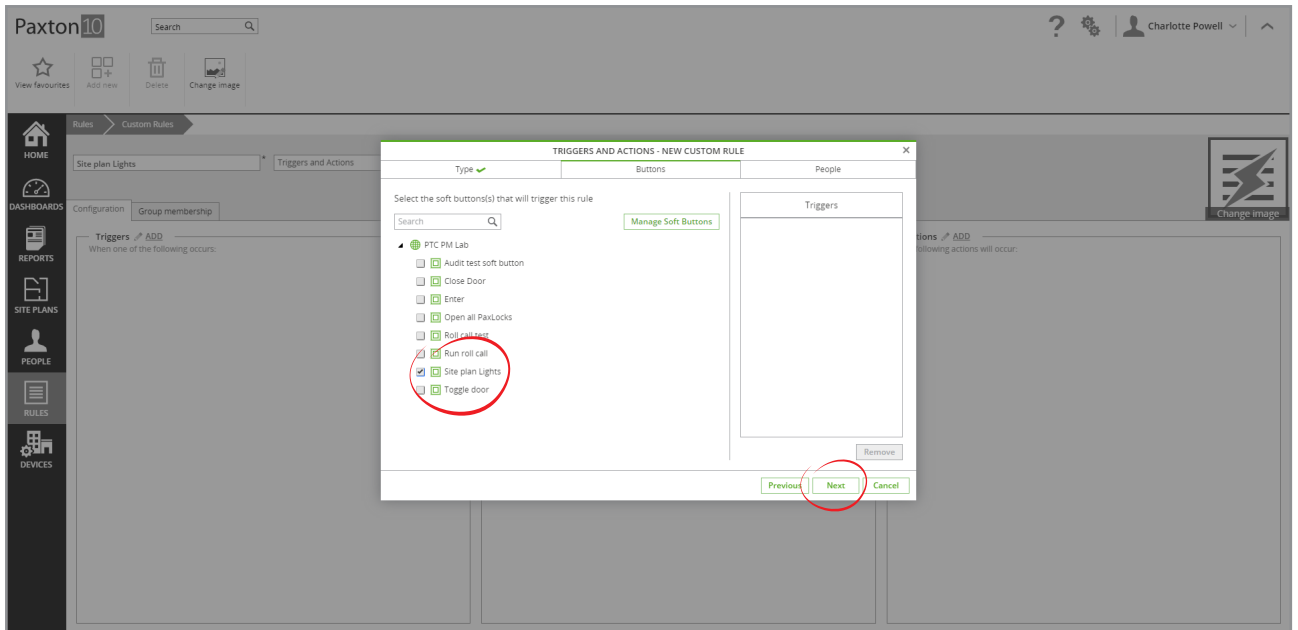 Paxton10
Search
Charlotte Powell
View favourites
Add new
Delete
Change image
HOME
DASHBOARDS
REPORTS
SITE PLANS
PEOPLE
RULES
DEVICES
Rules
Custom Rules
Site plan Lights
*
Triggers and Actions
Change image
Configuration
Group membership
Triggers ADD
When one of the following occurs:
tions ADD
following actions will occur:
TRIGGERS AND ACTIONS - NEW CUSTOM RULE
Type
Buttons
People
Select the soft buttons(s) that will trigger this rule
Search
Manage Soft Buttons
PTC PM Lab
Audit test soft button
Close Door
Enter
Open all PaxLocks
Roll call test
Run roll call
Site plan Lights
Toggle door
Triggers
Remove
Previous
Next
Cancel